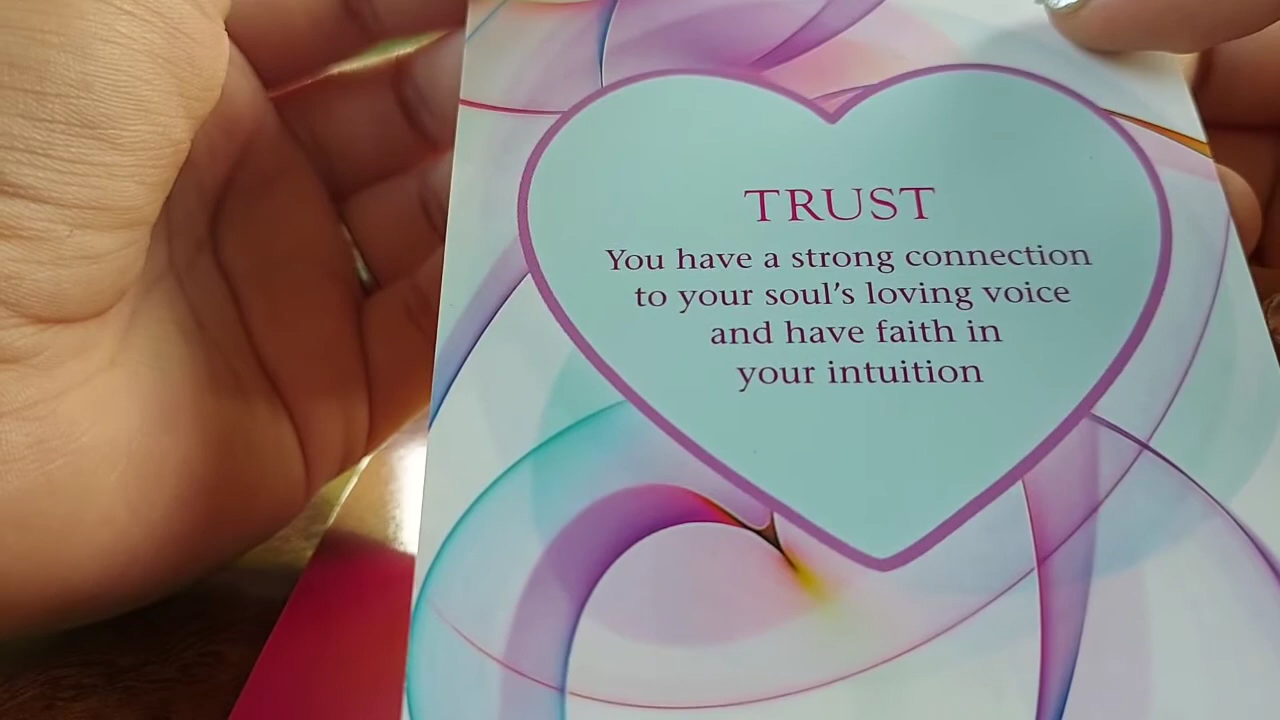 TRUST
You have a strong connection
to your soul's loving voice
and have faith in
your intuition